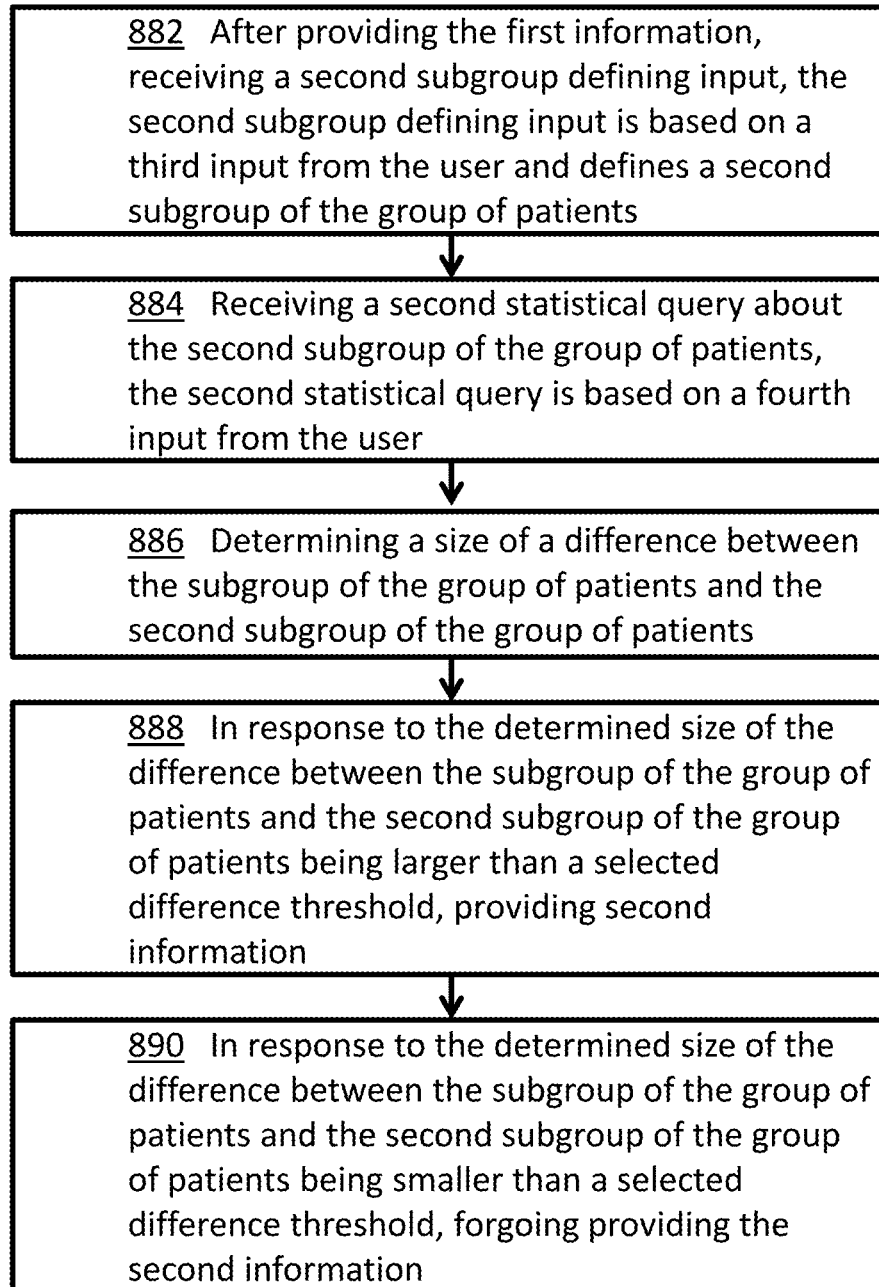 882 After providing the first information,
receiving a second subgroup defining input, the
second subgroup defining input is based on a
third input from the user and defines a second
subgroup of the group of patients
884 Receiving a second statistical query about
the second subgroup of the group of patients,
the second statistical query is based on a fourth
input from the user
886 Determining a size of a difference between
the subgroup of the group of patients and the
second subgroup of the group of patients
888 In response to the determined size of the
difference between the subgroup of the group of
patients and the second subgroup of the group
of patients being larger than a selected
difference threshold, providing second
information
890 In response to the determined size of the
difference between the subgroup of the group of
patients and the second subgroup of the group
of patients being smaller than a selected
difference threshold, forgoing providing the
second information